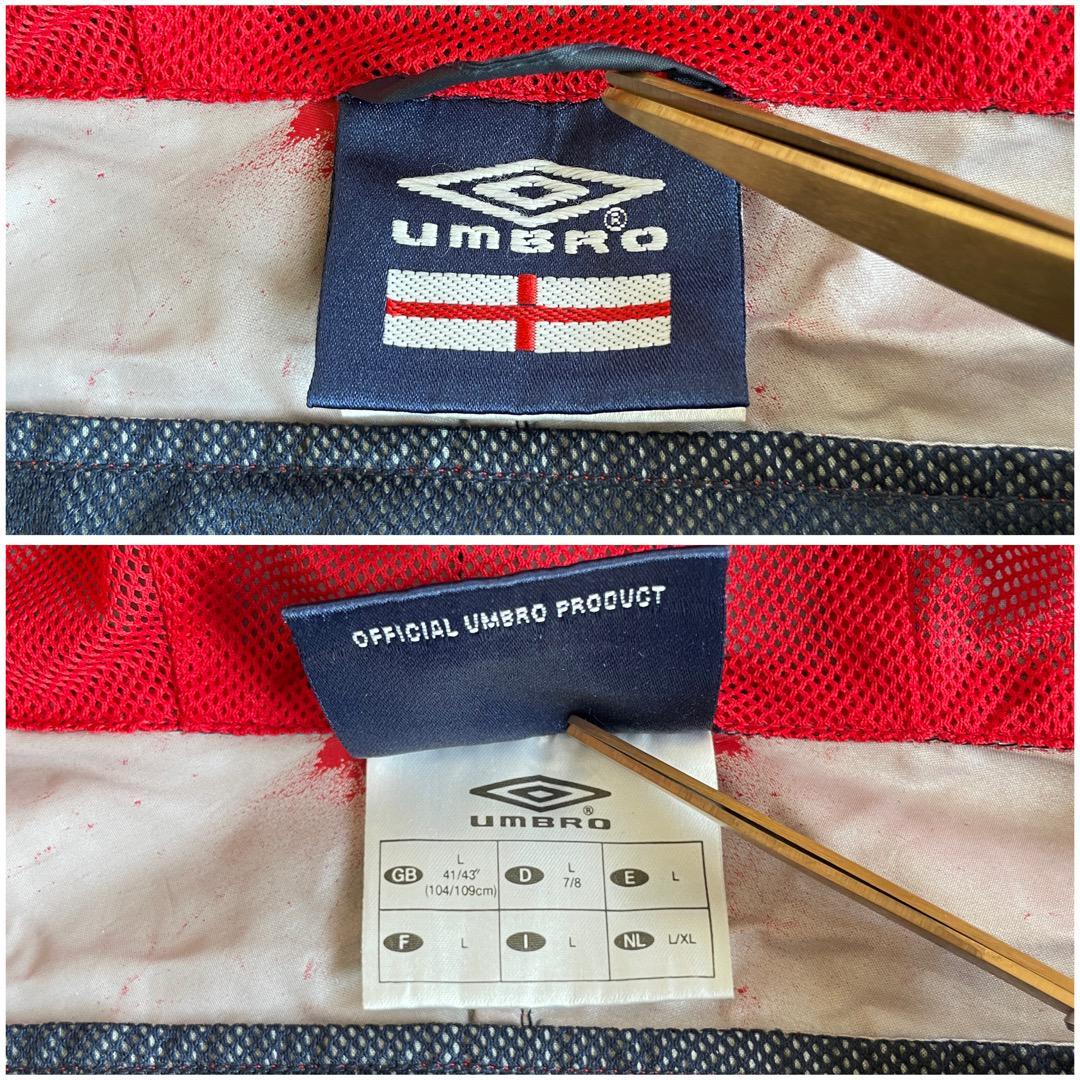 UMBRO®
OFFICIAL UMBRO PRODUCT
UMBRO®
GB L 41/43"
(104/109cm)
D L 7/8
E L
F L
I L
NL L/XL